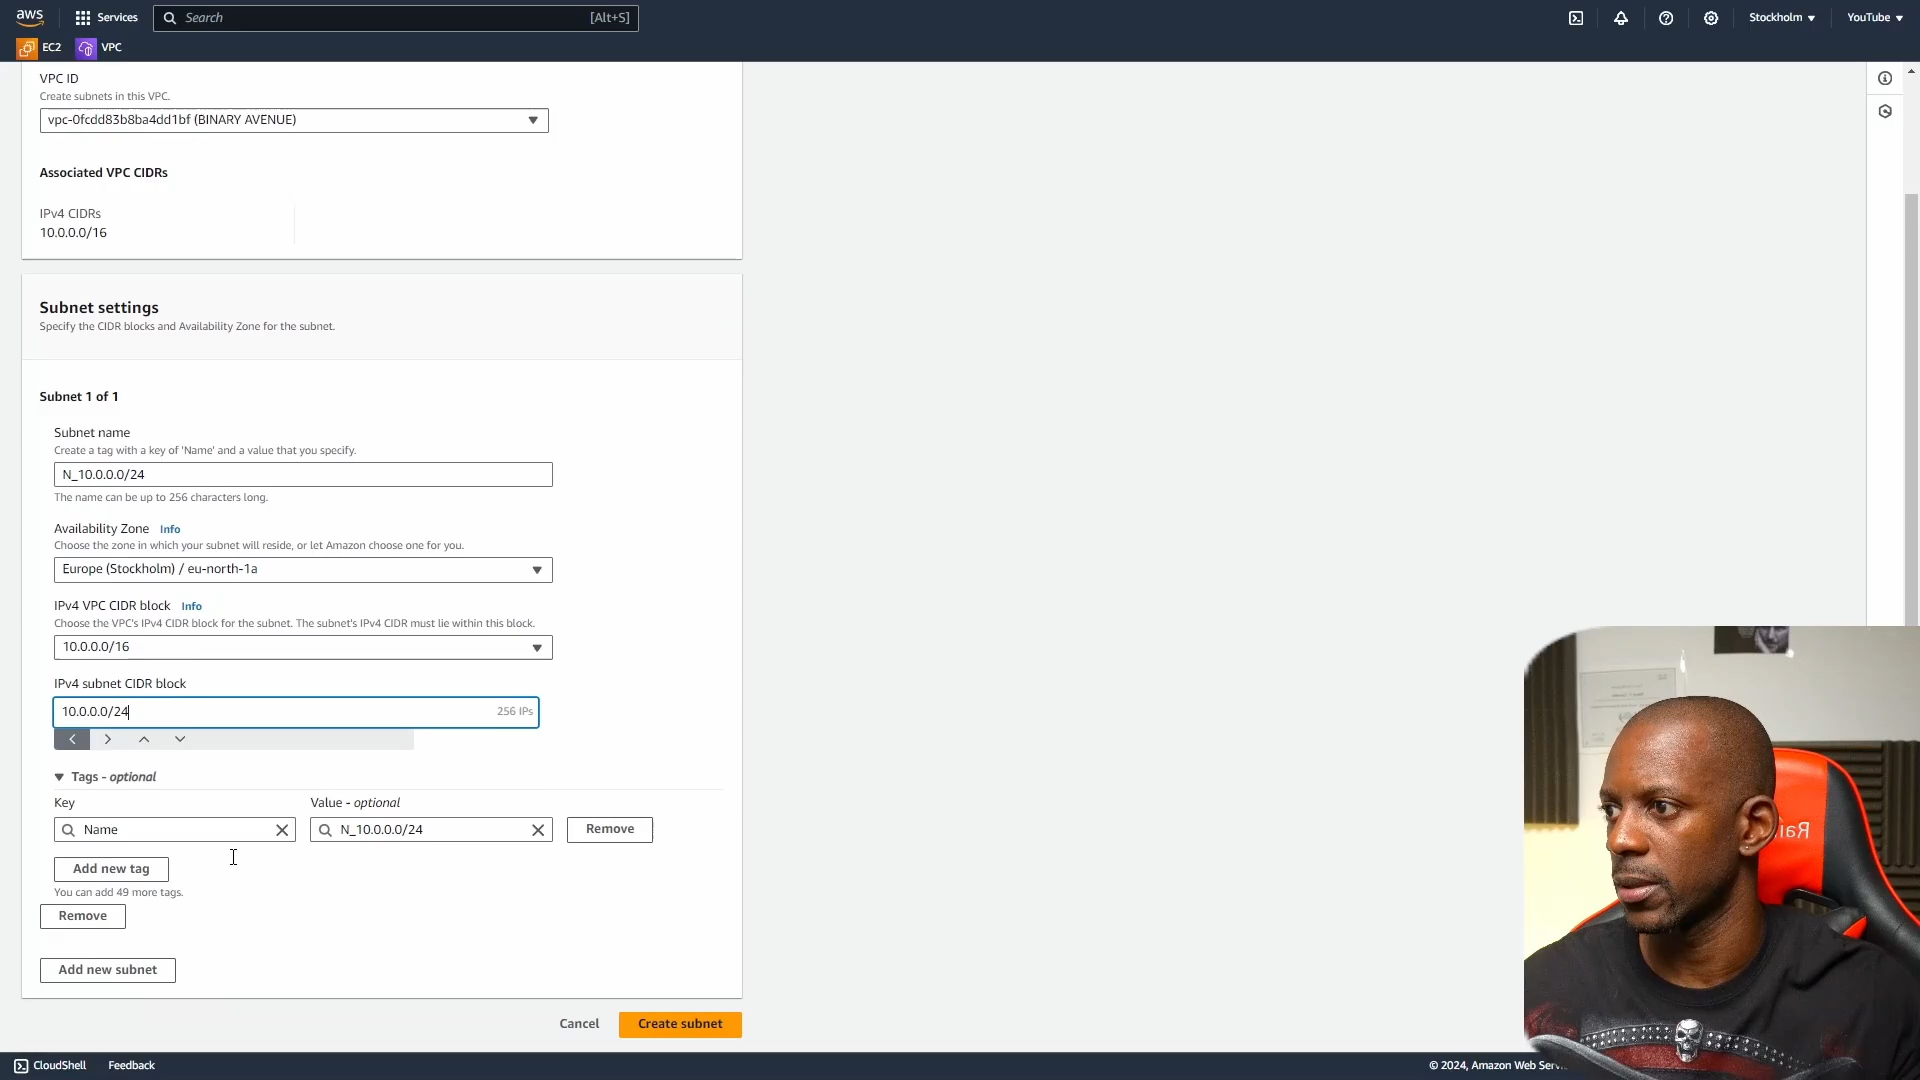 aws
Services
Search
[Alt+S]
Stockholm
YouTube
EC2
VPC
VPC ID
Create subnets in this VPC.
vpc-0fcdd83b8ba4dd1bf (BINARY AVENUE)
Associated VPC CIDRs
IPv4 CIDRs
10.0.0.0/16
Subnet settings
Specify the CIDR blocks and Availability Zone for the subnet.
Subnet 1 of 1
Subnet name
Create a tag with a key of 'Name' and a value that you specify.
N_10.0.0.0/24
The name can be up to 256 characters long.
Availability Zone Info
Choose the zone in which your subnet will reside, or let Amazon choose one for you.
Europe (Stockholm) / eu-north-1a
IPv4 VPC CIDR block Info
Choose the VPC's IPv4 CIDR block for the subnet. The subnet's IPv4 CIDR must lie within this block.
10.0.0.0/16
IPv4 subnet CIDR block
10.0.0.0/24
256 IPs
Tags - optional
Key
Value - optional
Name
N_10.0.0.0/24
Remove
Add new tag
You can add 49 more tags.
Remove
Add new subnet
Cancel
Create subnet
CloudShell
Feedback
© 2024, Amazon Web